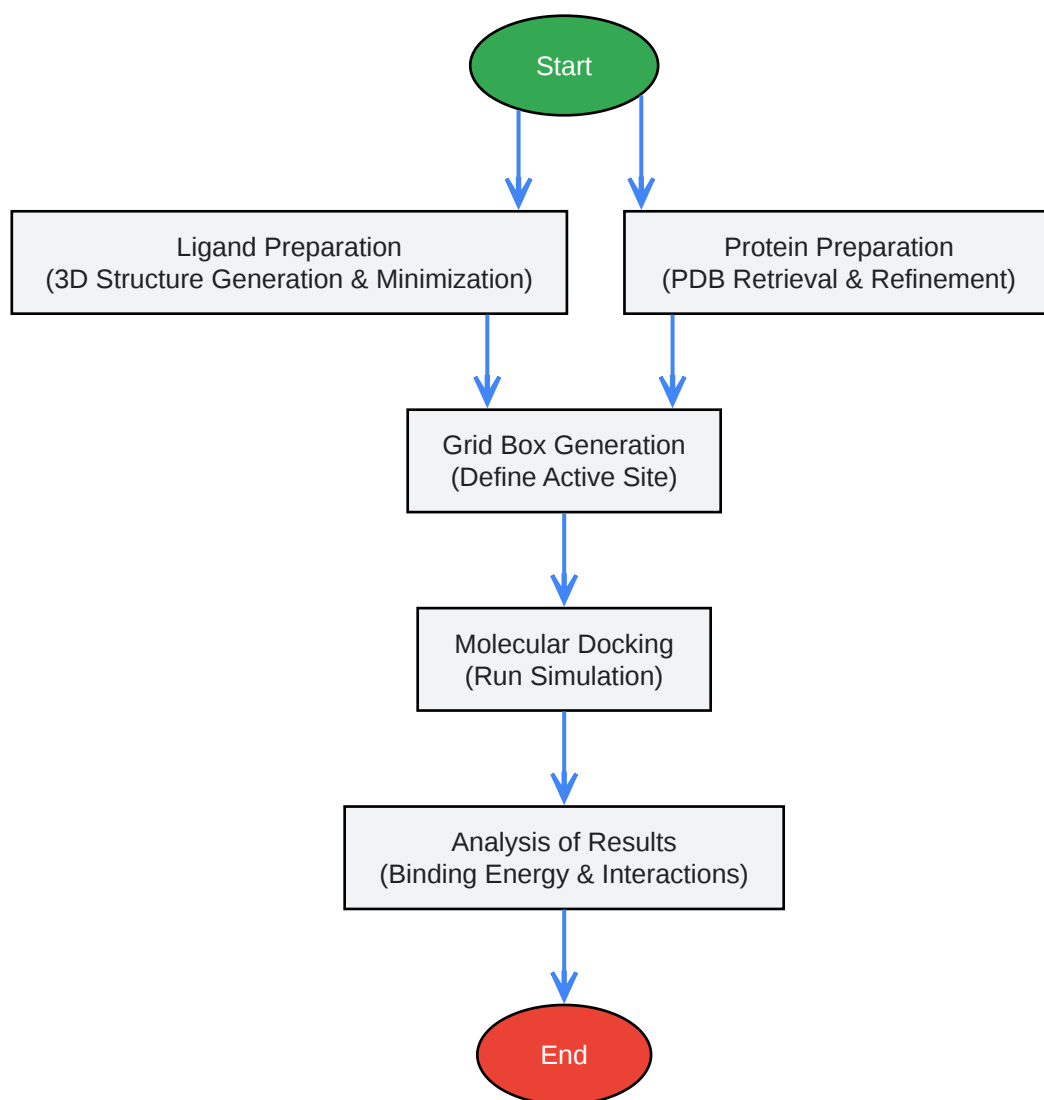 Start
Ligand Preparation
(3D Structure Generation & Minimization)
Protein Preparation
(PDB Retrieval & Refinement)
Grid Box Generation
(Define Active Site)
Molecular Docking
(Run Simulation)
Analysis of Results
(Binding Energy & Interactions)
End